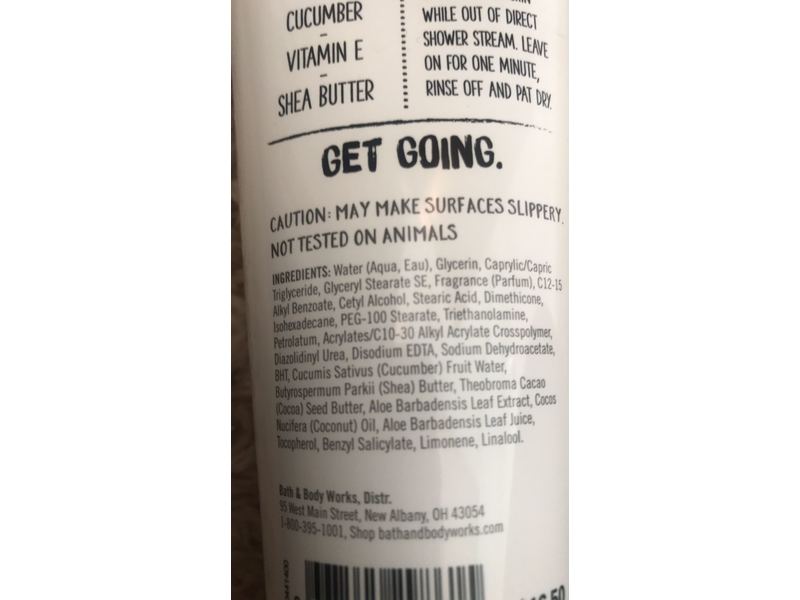 CUCUMBER
-
VITAMIN E
-
SHEA BUTTER
WHILE OUT OF DIRECT
SHOWER STREAM. LEAVE
ON FOR ONE MINUTE,
RINSE OFF AND PAT DRY.
GET GOING.
CAUTION: MAY MAKE SURFACES SLIPPERY.
NOT TESTED ON ANIMALS
INGREDIENTS: Water (Aqua, Eau), Glycerin, Caprylic/Capric
Triglyceride, Glyceryl Stearate SE, Fragrance (Parfum), C12-15
Alkyl Benzoate, Cetyl Alcohol, Stearic Acid, Dimethicone,
Isohexadecane, PEG-100 Stearate, Triethanolamine,
Petrolatum, Acrylates/C10-30 Alkyl Acrylate Crosspolymer,
Diazolidinyl Urea, Disodium EDTA, Sodium Dehydroacetate,
BHT, Cucumis Sativus (Cucumber) Fruit Water,
Butyrospermum Parkii (Shea) Butter, Theobroma Cacao
(Cocoa) Seed Butter, Aloe Barbadensis Leaf Extract, Cocos
Nucifera (Coconut) Oil, Aloe Barbadensis Leaf Juice,
Tocopherol, Benzyl Salicylate, Limonene, Linalool.
Bath & Body Works, Distr.
95 West Main Street, New Albany, OH 43054
1-800-395-1001, Shop bathandbodyworks.com